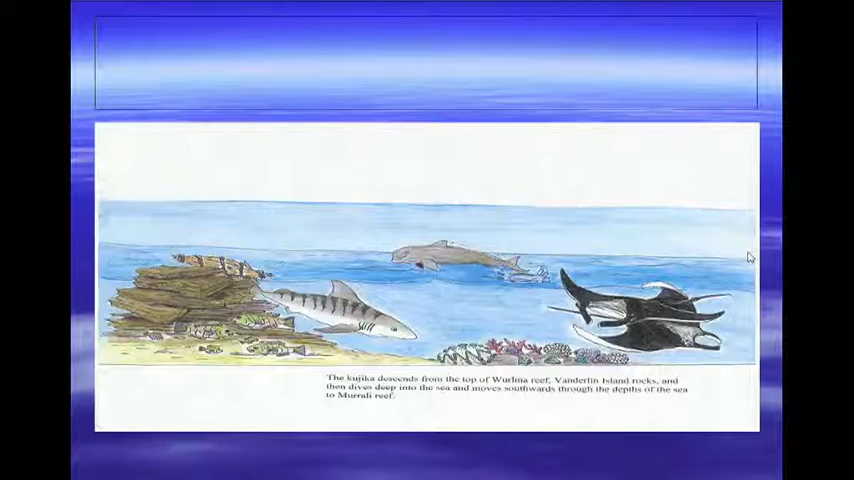 The kujika descends from the top of Wurlma reef, Vanderlin Island rocks, and
then dives deep into the sea and moves southwards through the depths of the sea
to Murrali reef.